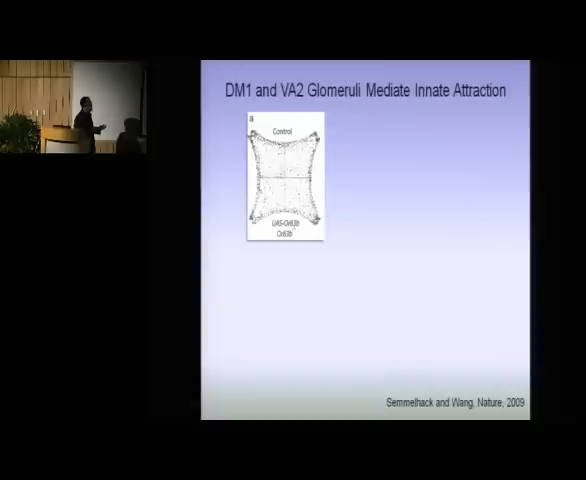 DM1 and VA2 Glomeruli Mediate Innate Attraction
Control
UAS-Or83b
Or83b
Semmelhack and Wang, Nature, 2009